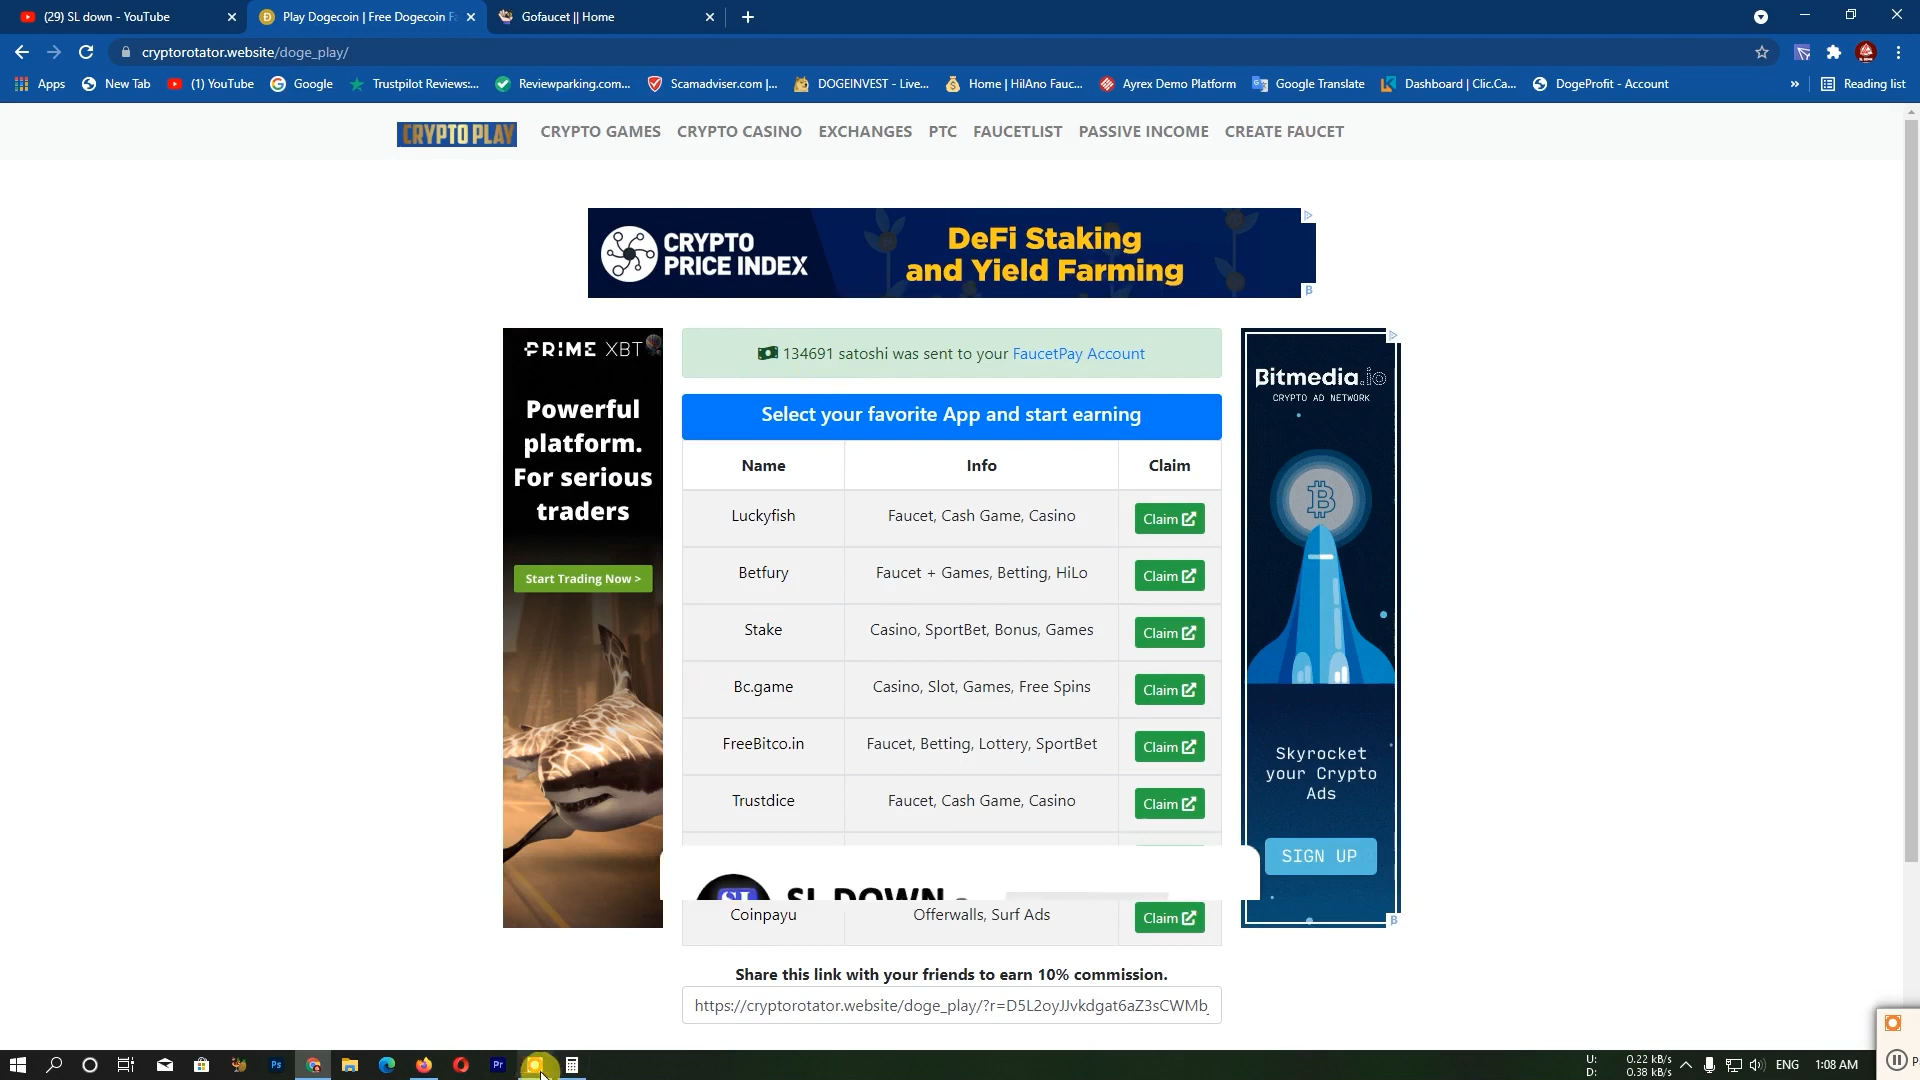 (29) SL down - YouTube
Play Dogecoin | Free Dogecoin Fa
Gofaucet || Home
cryptorotator.website/doge_play/
Apps
New Tab
(1) YouTube
Google
Trustpilot Reviews:...
Reviewparking.com...
Scamadviser.com |...
DOGEINVEST - Live...
Home | HilAno Fauc...
Ayrex Demo Platform
Google Translate
Dashboard | Clic.Ca...
DogeProfit - Account
»
Reading list
CRYPTO PLAY
CRYPTO GAMES
CRYPTO CASINO
EXCHANGES
PTC
FAUCETLIST
PASSIVE INCOME
CREATE FAUCET
CRYPTO
PRICE INDEX
DeFi Staking
and Yield Farming
PRIME XBT
Powerful
platform.
For serious
traders
Start Trading Now >
134691 satoshi was sent to your FaucetPay Account
Select your favorite App and start earning
Name Info Claim
Luckyfish Faucet, Cash Game, Casino Claim
Betfury Faucet + Games, Betting, HiLo Claim
Stake Casino, SportBet, Bonus, Games Claim
Bc.game Casino, Slot, Games, Free Spins Claim
FreeBitco.in Faucet, Betting, Lottery, SportBet Claim
Trustdice Faucet, Cash Game, Casino Claim
SL DOWN
Coinpayu Offerwalls, Surf Ads Claim
Share this link with your friends to earn 10% commission.
https://cryptorotator.website/doge_play/?r=D5L2oyJJvkdgat6aZ3sCWMb
Bitmedia.io
CRYPTO AD NETWORK
Skyrocket
your Crypto
Ads
SIGN UP
Ps
Pr
U: 0.22 kB/s
D: 0.38 kB/s
ENG
1:08 AM